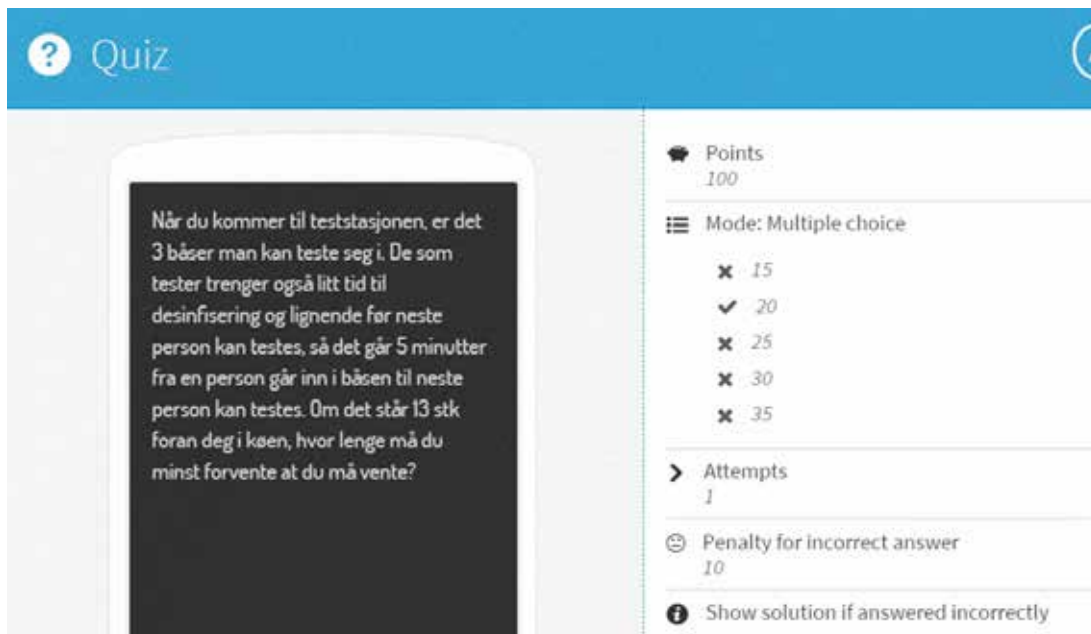 ? Quiz
Når du kommer til teststasjonen, er det
3 båser man kan teste seg i. De som
tester trenger også litt tid til
desinfisering og lignende før neste
person kan testes, så det går 5 minutter
fra en person går inn i båsen til neste
person kan testes. Om det står 13 stk
foran deg i køen, hvor lenge må du
minst forvente at du må vente?
Points
100
Mode: Multiple choice
15
20
25
30
35
Attempts
1
Penalty for incorrect answer
10
Show solution if answered incorrectly